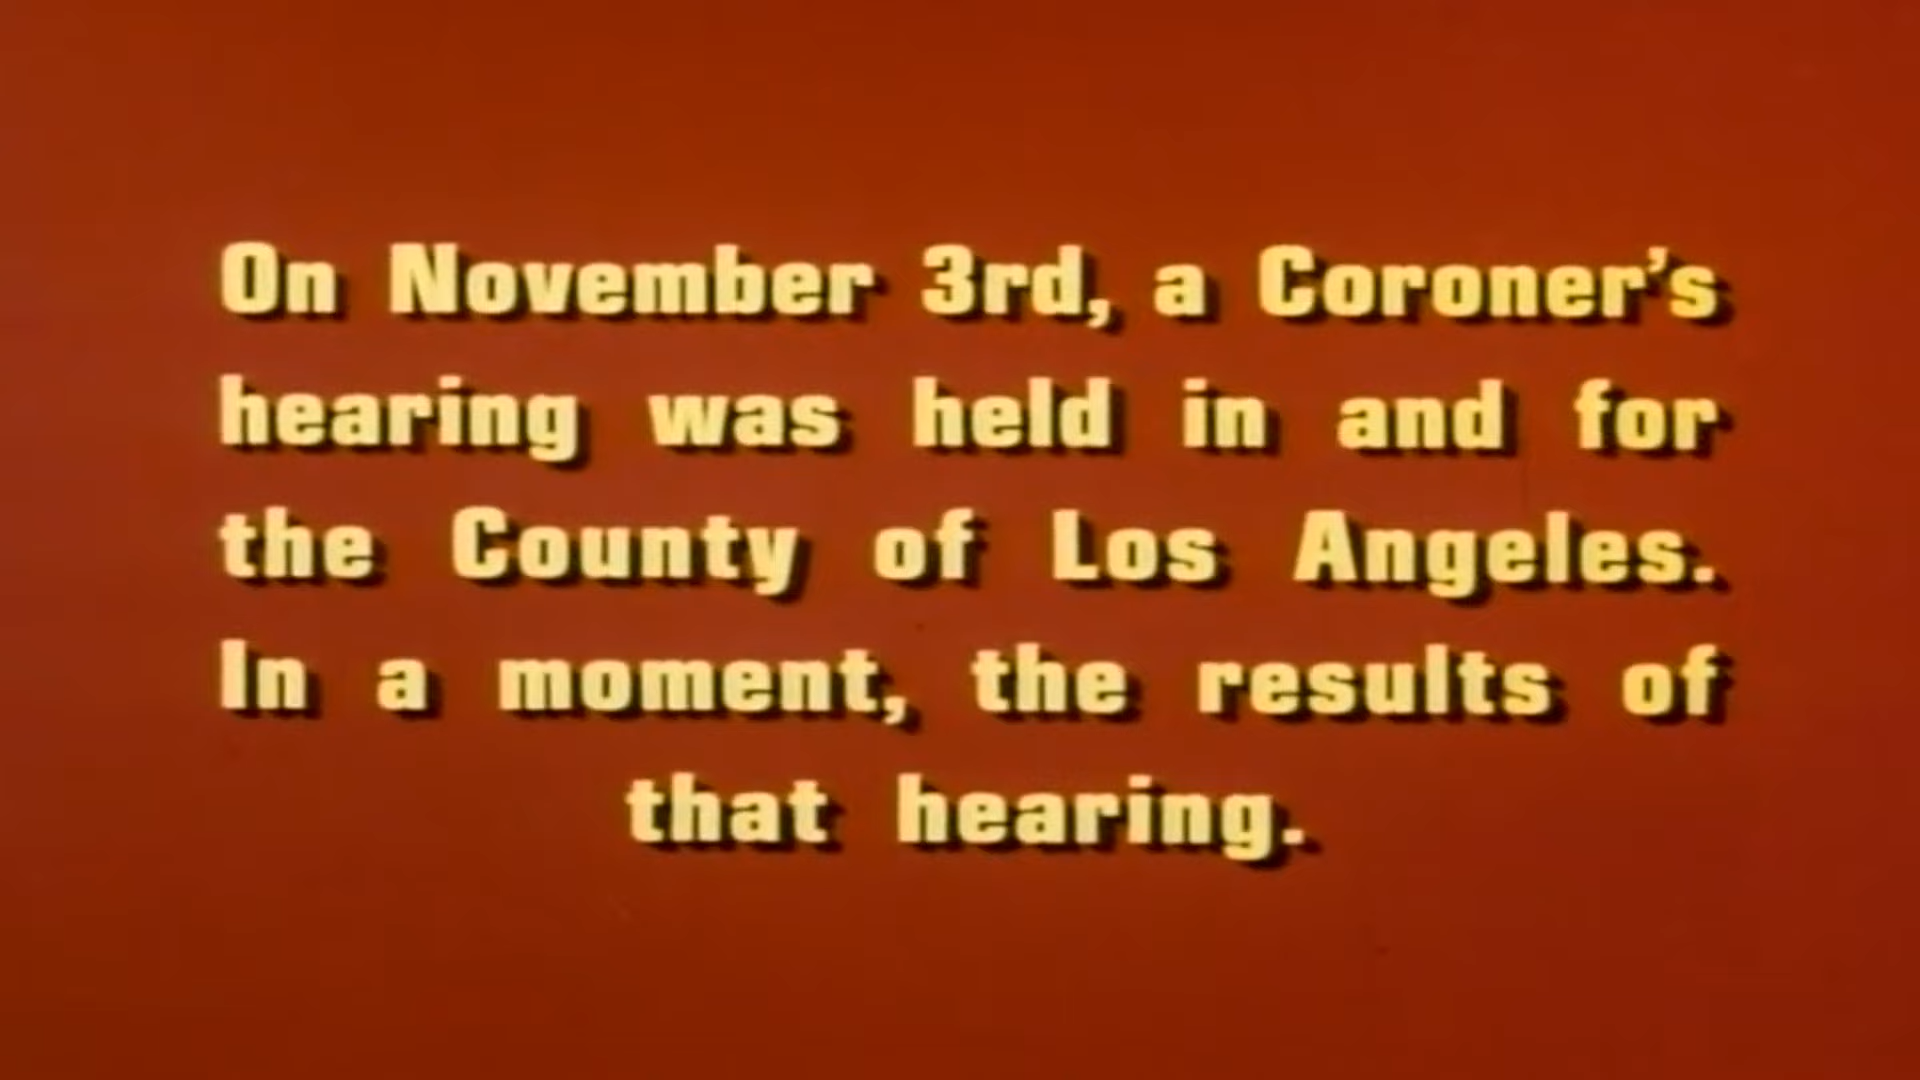 On November 3rd, a Coroner's
hearing was held in and for
the County of Los Angeles.
In a moment, the results of
that hearing.